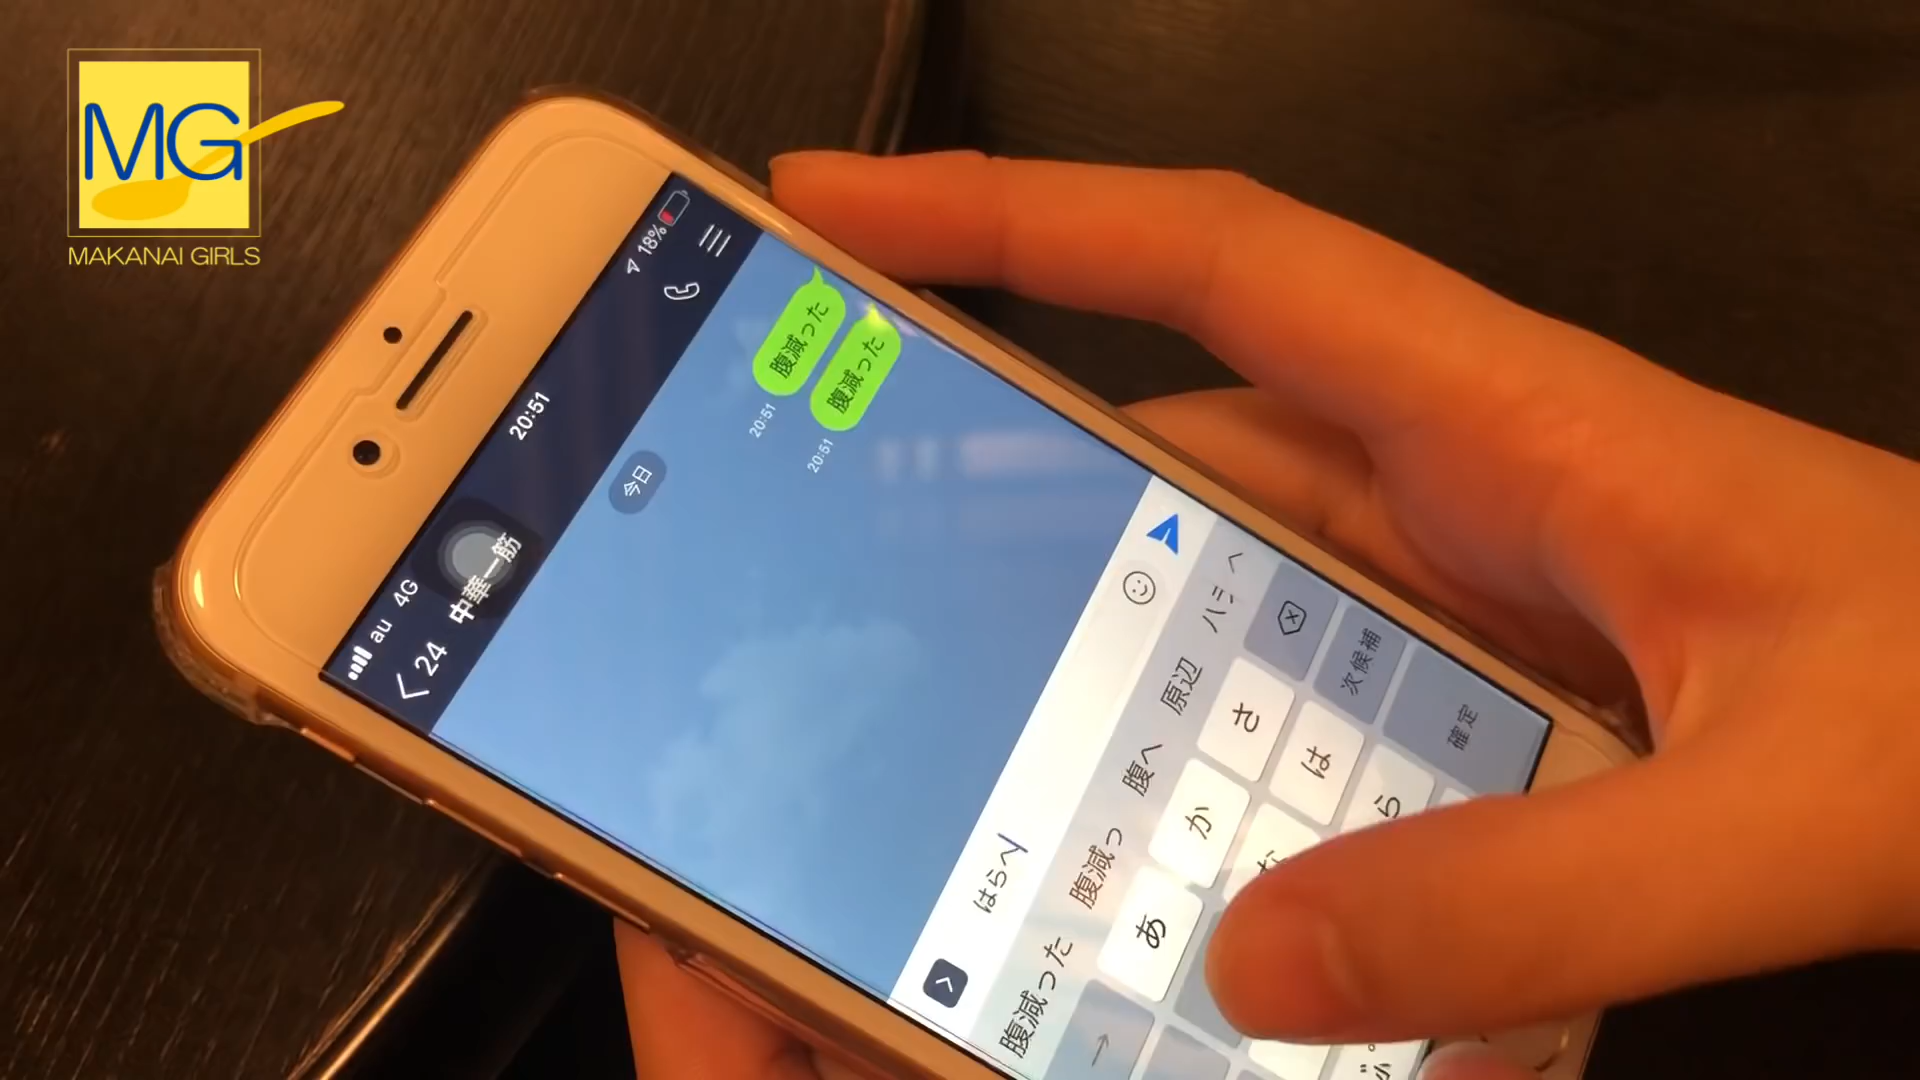 MG
MAKANAI GIRLS
au 4G
20:51
18%
24
中華一筋
今日
腹減った
20:51
腹減った
20:51
はらへ
腹減った
腹減っ
腹へ
原辺
ハラ
→
あ
か
さ
は
ら
次候補
確定